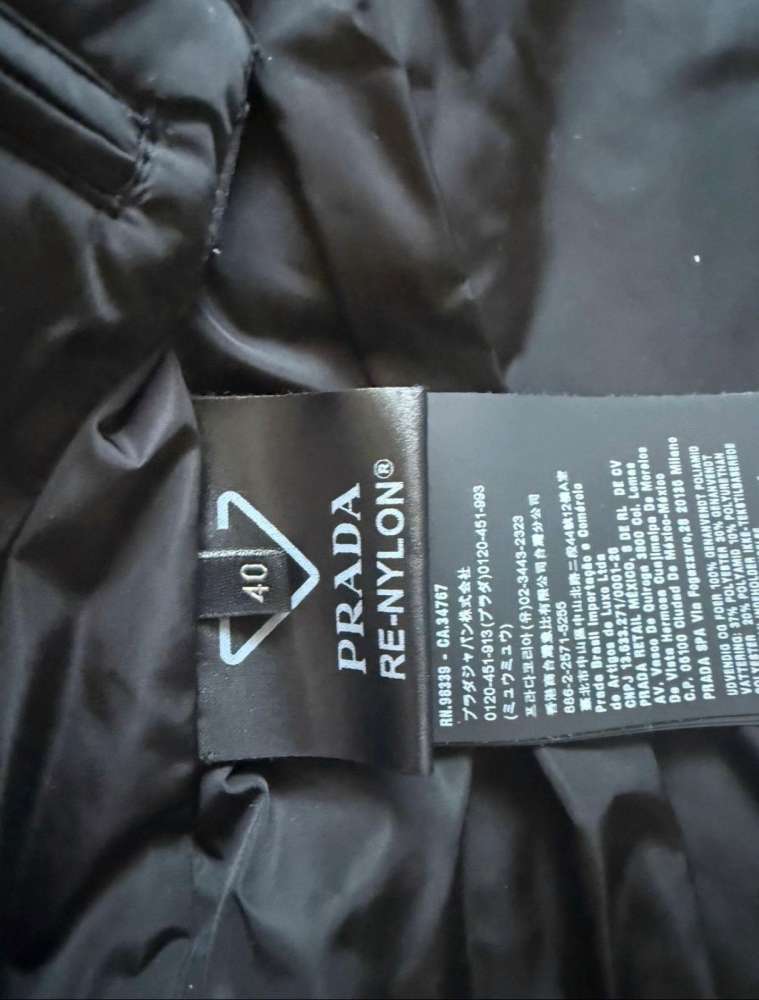 40
PRADA
RE-NYLON®
RN.98339 - CA.34767
プラダジャパン株式会社
0120-451-913(プラダ)0120-451-993
(ミュウミュウ)
프라다코리아(유)02-3443-2323
香港商普拉達亞太有限公司台灣分公司
臺北市中山區中山北路二段44號12樓A室
886-2-2571-5255
Prada Brasil Importação e Comércio
de Artigos de Luxo Ltda
CNPJ 13.633.271/0001-28
PRADA RETAIL MÉXICO, S DE RL DE CV
AV. Vasco De Quiroga 3800 Col. Lomas
De Vista Hermosa Cuajimalpa De Morelos
C.P. 05100 Ciudad De México-México
PRADA SPA Via Fogazzaro,28 20135 Milano